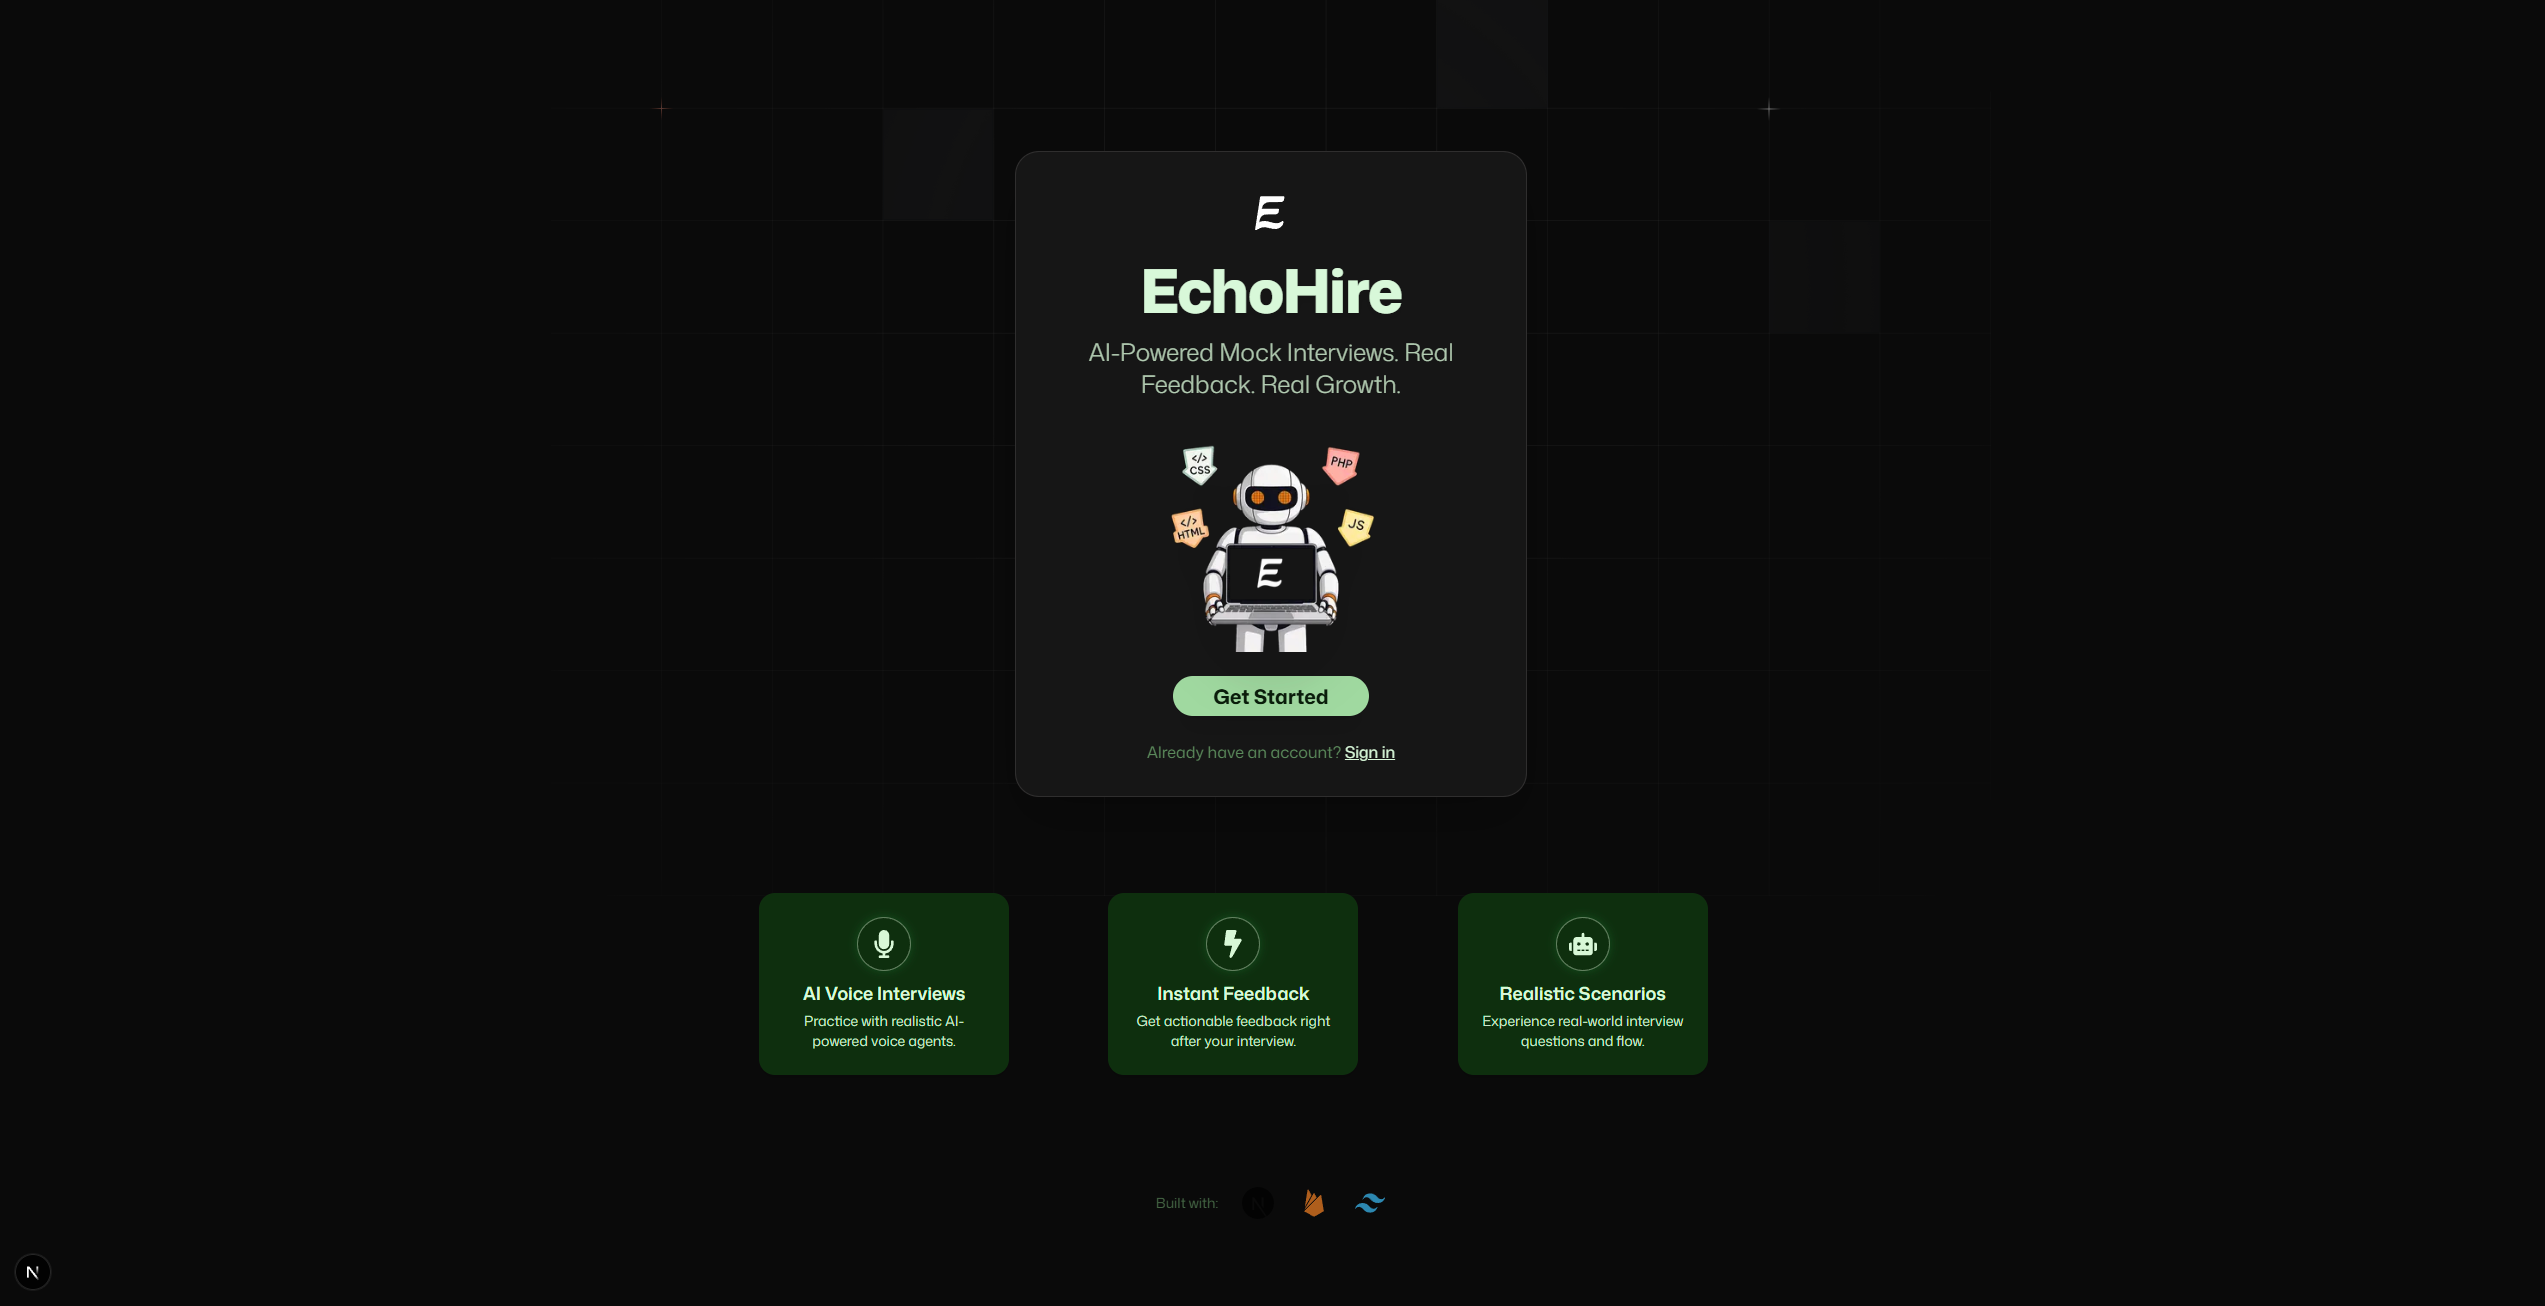 E
EchoHire
AI-Powered Mock Interviews. Real
Feedback. Real Growth.
</>
CSS
PHP
</>
HTML
JS
E
Get Started
Already have an account? Sign in
AI Voice Interviews
Practice with realistic AI-
powered voice agents.
Instant Feedback
Get actionable feedback right
after your interview.
Realistic Scenarios
Experience real-world interview
questions and flow.
Built with:
N